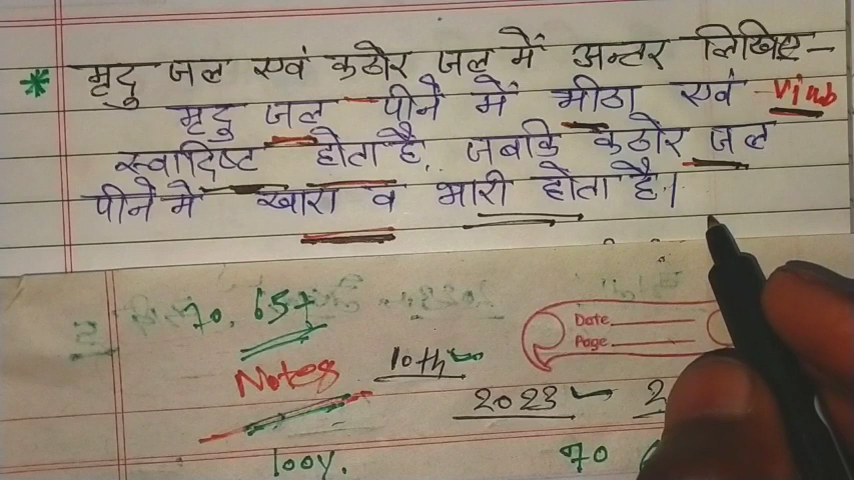 * मृदु जल एवं कठोर जल में अन्तर लिखिए -
मृदु जल पीने में मीठा एवं
स्वादिष्ट होता है, जबकि कठोर जल
पीने में खारा व भारी होता है।
70, 65+
Notes 10th
Date
Page
2023
100%
70